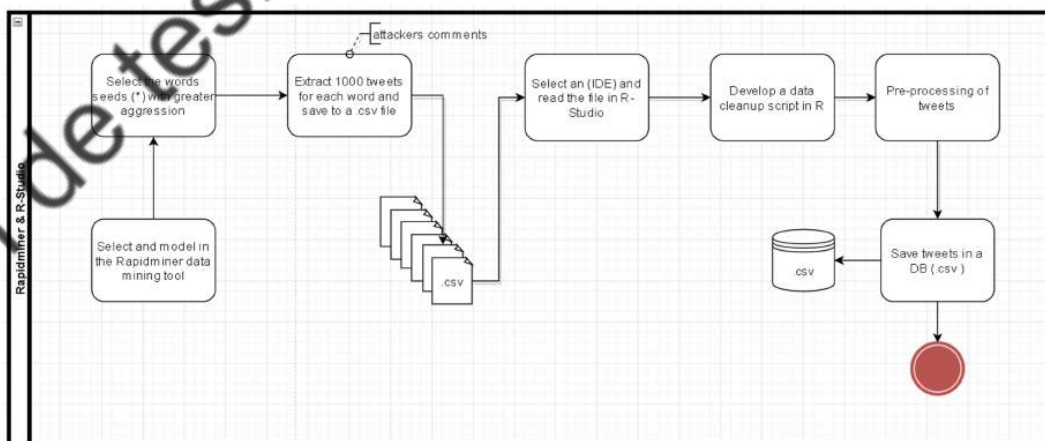 de tes
Rapidminer & R-Studio
attackers comments
Select the words
seeds (*) with greater
aggression
Extract 1000 tweets
for each word and
save to a .csv file
Select an (IDE) and
read the file in R-
Studio
Develop a data
cleanup script in R
Pre-processing of
tweets
Select and model in
the Rapidminer data
mining tool
.csv
.csv
Save tweets in a
DB (.csv )